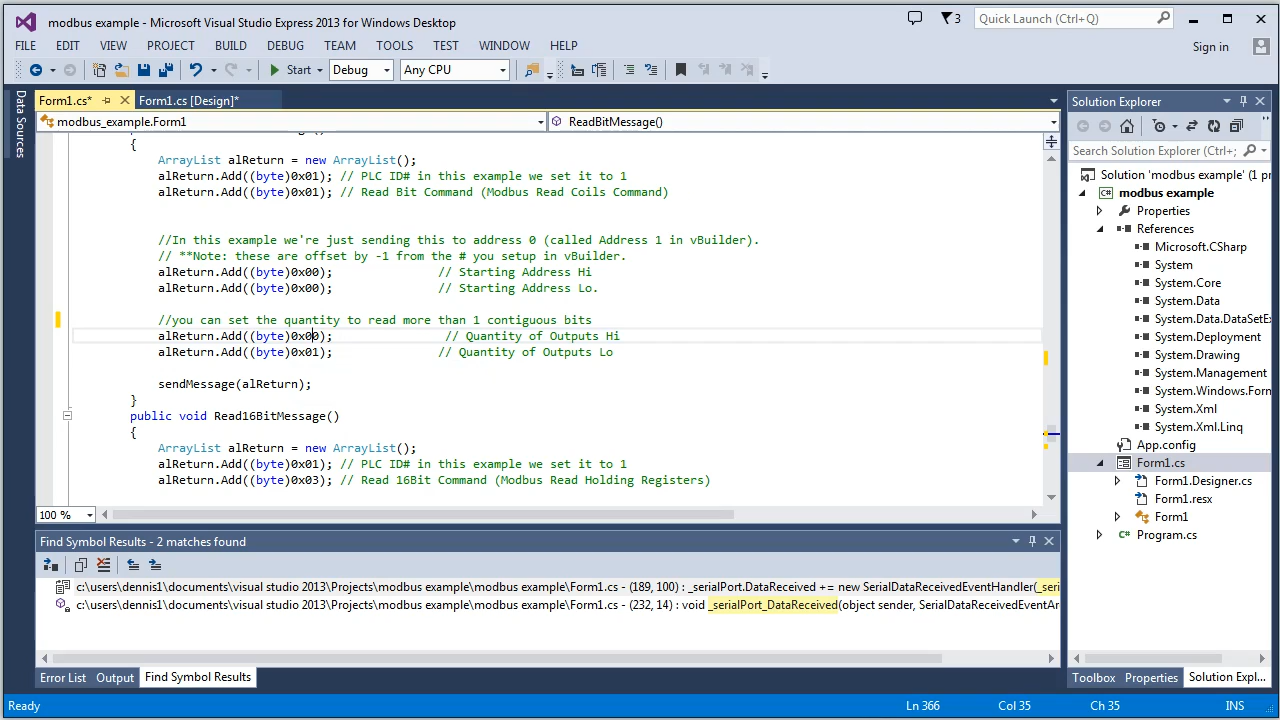 modbus example - Microsoft Visual Studio Express 2013 for Windows Desktop
3
Quick Launch (Ctrl+Q)
FILE EDIT VIEW PROJECT BUILD DEBUG TEAM TOOLS TEST WINDOW HELP
Sign in
Start Debug Any CPU
Data Sources
Form1.cs* Form1.cs [Design]*
modbus_example.Form1 ReadBitMessage()
{
ArrayList alReturn = new ArrayList();
alReturn.Add((byte)0x01); // PLC ID# in this example we set it to 1
alReturn.Add((byte)0x01); // Read Bit Command (Modbus Read Coils Command)
//In this example we're just sending this to address 0 (called Address 1 in vBuilder).
// **Note: these are offset by -1 from the # you setup in vBuilder.
alReturn.Add((byte)0x00); // Starting Address Hi
alReturn.Add((byte)0x00); // Starting Address Lo.
//you can set the quantity to read more than 1 contiguous bits
alReturn.Add((byte)0x00); // Quantity of Outputs Hi
alReturn.Add((byte)0x01); // Quantity of Outputs Lo
sendMessage(alReturn);
}
public void Read16BitMessage()
{
ArrayList alReturn = new ArrayList();
alReturn.Add((byte)0x01); // PLC ID# in this example we set it to 1
alReturn.Add((byte)0x03); // Read 16Bit Command (Modbus Read Holding Registers)
100 %
Find Symbol Results - 2 matches found
c:\users\dennis1\documents\visual studio 2013\Projects\modbus example\modbus example\Form1.cs - (189, 100) : _serialPort.DataReceived += new SerialDataReceivedEventHandler(_seri
c:\users\dennis1\documents\visual studio 2013\Projects\modbus example\modbus example\Form1.cs - (232, 14) : void _serialPort_DataReceived(object sender, SerialDataReceivedEventAr
Error List Output Find Symbol Results
Solution Explorer
Search Solution Explorer (Ctrl+;
Solution 'modbus example' (1 pr
modbus example
Properties
References
Microsoft.CSharp
System
System.Core
System.Data
System.Data.DataSetEx
System.Deployment
System.Drawing
System.Management
System.Windows.Form
System.Xml
System.Xml.Linq
App.config
Form1.cs
Form1.Designer.cs
Form1.resx
Form1
Program.cs
Toolbox Properties Solution Expl...
Ready Ln 366 Col 35 Ch 35 INS